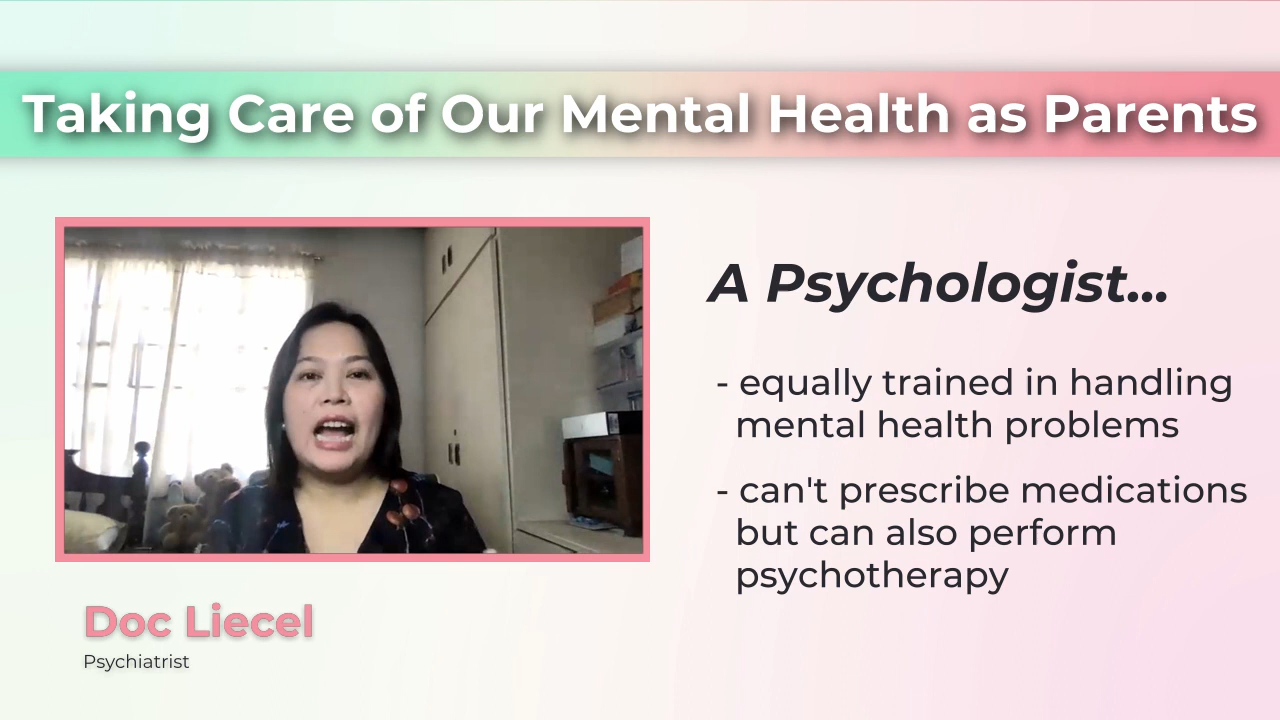 Taking Care of Our Mental Health as Parents
A Psychologist...
- equally trained in handling
mental health problems
- can't prescribe medications
but can also perform
psychotherapy
Doc Liecel
Psychiatrist